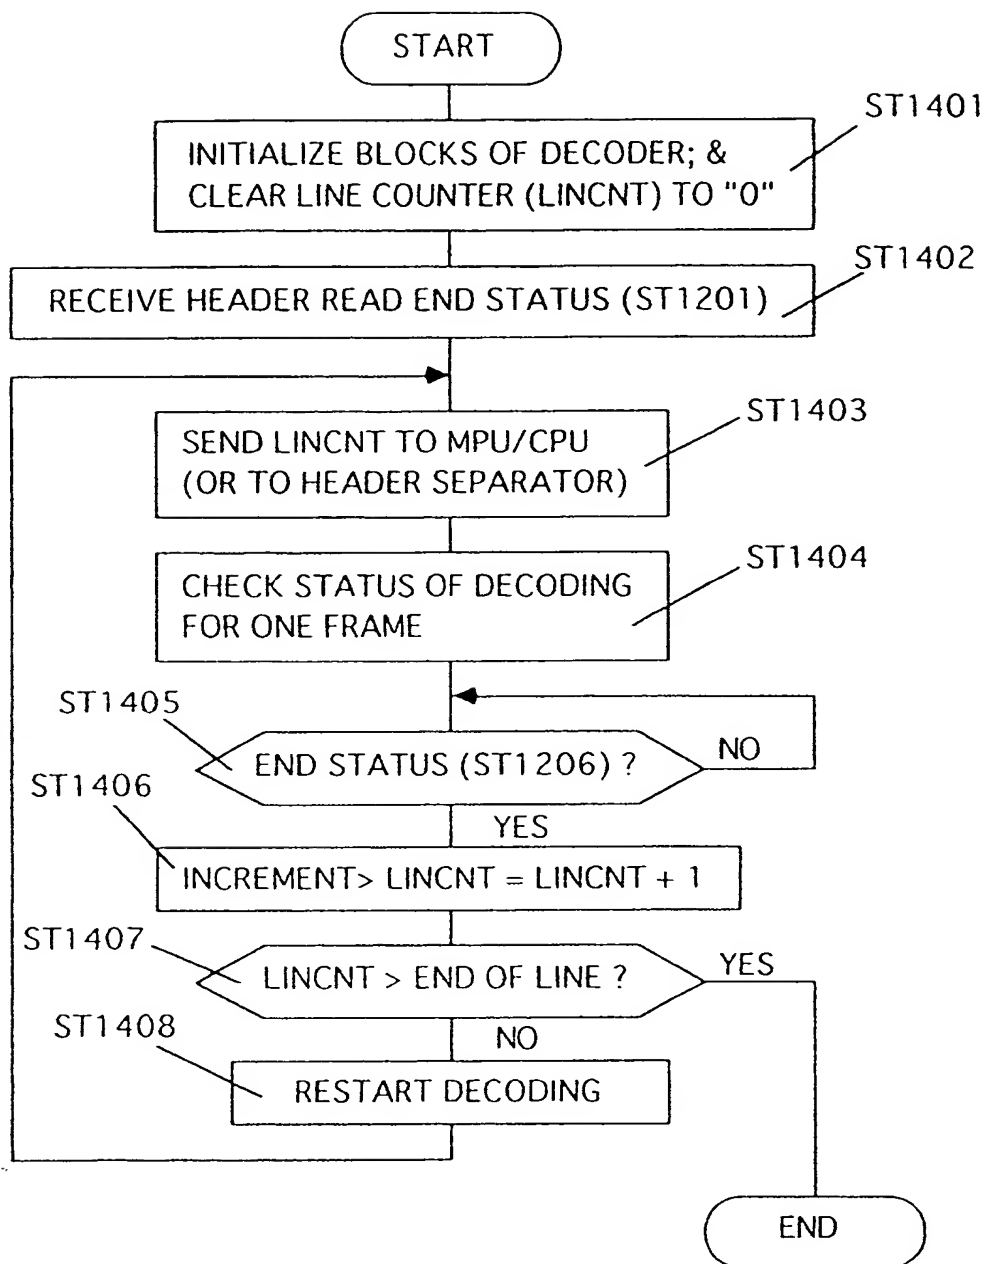 START
ST1401
INITIALIZE BLOCKS OF DECODER; &
CLEAR LINE COUNTER (LINCNT) TO "0"
ST1402
RECEIVE HEADER READ END STATUS (ST1201)
ST1403
SEND LINCNT TO MPU/CPU
(OR TO HEADER SEPARATOR)
ST1404
CHECK STATUS OF DECODING
FOR ONE FRAME
ST1405
END STATUS (ST1206) ?
NO
YES
ST1406
INCREMENT> LINCNT = LINCNT + 1
ST1407
LINCNT > END OF LINE ?
YES
NO
ST1408
RESTART DECODING
END